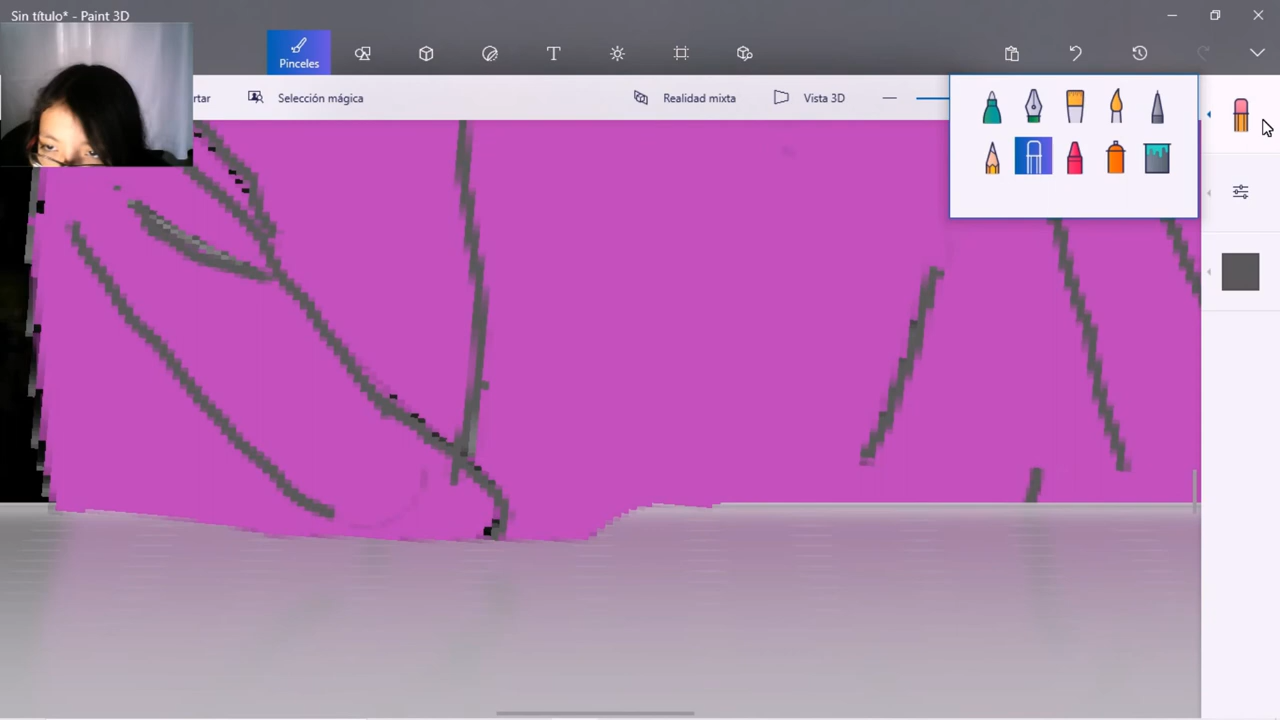 Sin título* - Paint 3D
Pinceles
rtar
Selección mágica
Realidad mixta
Vista 3D